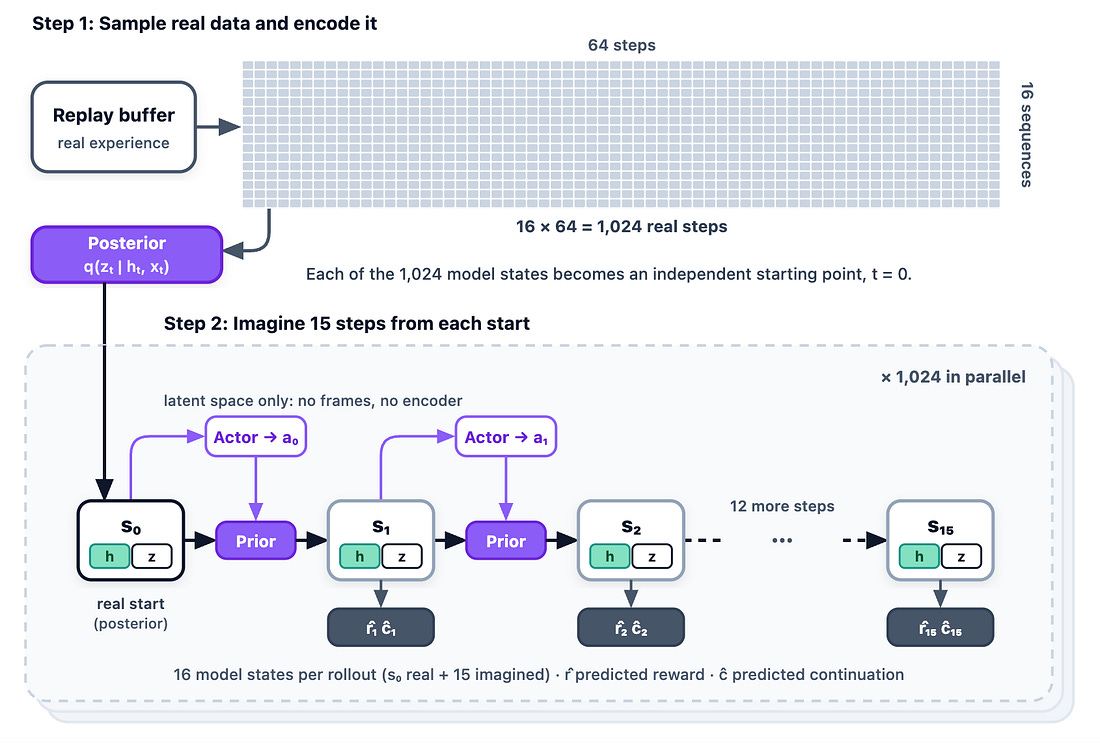 Step 1: Sample real data and encode it
64 steps
Replay buffer
real experience
16 sequences
16 × 64 = 1,024 real steps
Posterior
q(zₜ | hₜ, xₜ)
Each of the 1,024 model states becomes an independent starting point, t = 0.
Step 2: Imagine 15 steps from each start
× 1,024 in parallel
latent space only: no frames, no encoder
Actor → a₀
Actor → a₁
12 more steps
s₀
h z
Prior
s₁
h z
Prior
s₂
h z
...
s₁₅
h z
real start
(posterior)
r̂₁ ĉ₁
r̂₂ ĉ₂
r̂₁₅ ĉ₁₅
16 model states per rollout (s₀ real + 15 imagined) · r̂ predicted reward · ĉ predicted continuation